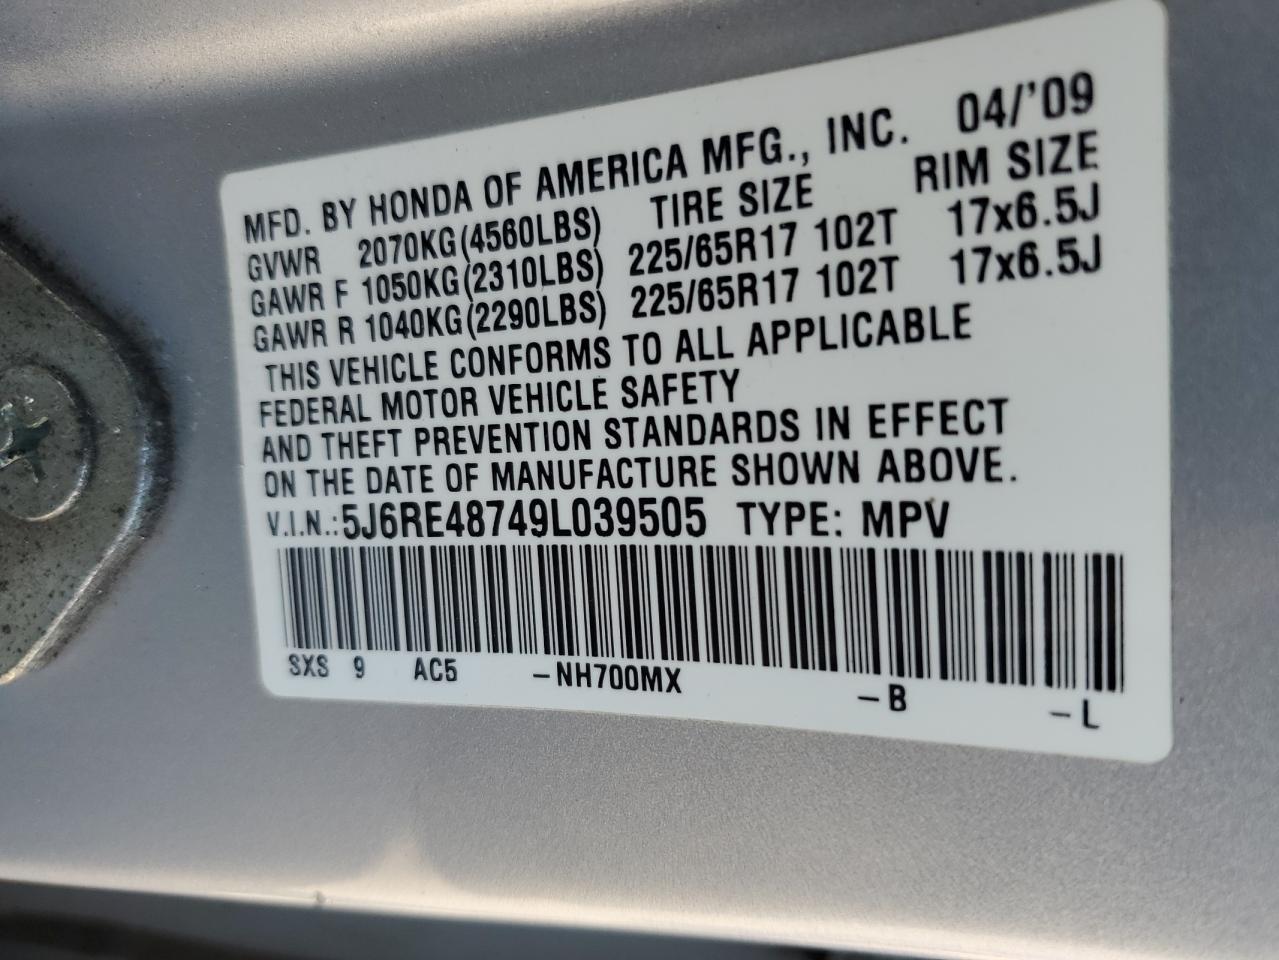 MFD. BY HONDA OF AMERICA MFG., INC. 04/'09
GVWR 2070KG(4560LBS) TIRE SIZE RIM SIZE
GAWR F 1050KG(2310LBS) 225/65R17 102T 17x6.5J
GAWR R 1040KG(2290LBS) 225/65R17 102T 17x6.5J
THIS VEHICLE CONFORMS TO ALL APPLICABLE
FEDERAL MOTOR VEHICLE SAFETY
AND THEFT PREVENTION STANDARDS IN EFFECT
ON THE DATE OF MANUFACTURE SHOWN ABOVE.
V.I.N.:5J6RE48749L039505 TYPE: MPV
SXS 9 AC5 -NH700MX -B -L